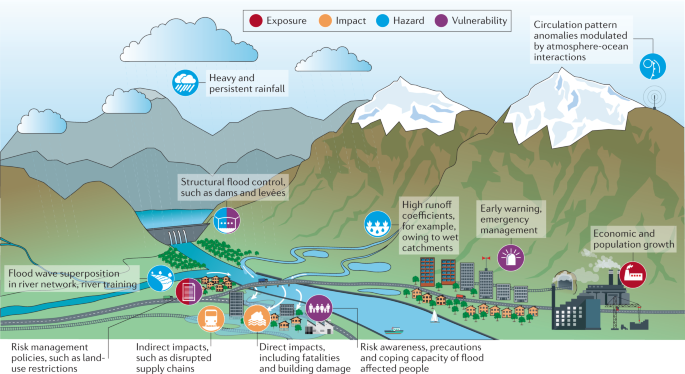 Exposure
Impact
Hazard
Vulnerability
Circulation pattern
anomalies modulated
by atmosphere-ocean
interactions
Heavy and
persistent rainfall
Structural flood control,
such as dams and levées
High runoff
coefficients,
for example,
owing to wet
catchments
Early warning,
emergency
management
Economic and
population growth
Flood wave superposition
in river network, river training
Risk management
policies, such as land-
use restrictions
Indirect impacts,
such as disrupted
supply chains
Direct impacts,
including fatalities
and building damage
Risk awareness, precautions
and coping capacity of flood
affected people